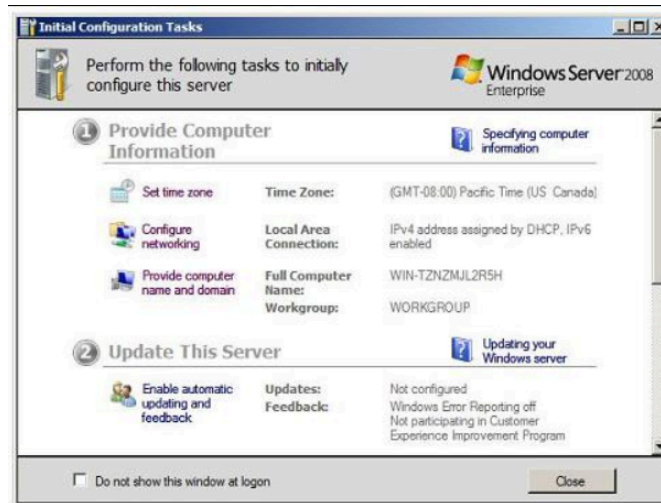 Initial Configuration Tasks
Perform the following tasks to initially
configure this server
Windows Server 2008
Enterprise
1 Provide Computer
Information
Specifying computer
information
Set time zone
Time Zone:
(GMT-08:00) Pacific Time (US Canada)
Configure
networking
Local Area
Connection:
IPv4 address assigned by DHCP, IPv6
enabled
Provide computer
name and domain
Full Computer
Name:
WIN-TZNZMJL2R5H
Workgroup:
WORKGROUP
2 Update This Server
Updating your
Windows server
Enable automatic
updating and
feedback
Updates:
Not configured
Feedback:
Windows Error Reporting off
Not participating in Customer
Experience Improvement Program
Do not show this window at logon
Close